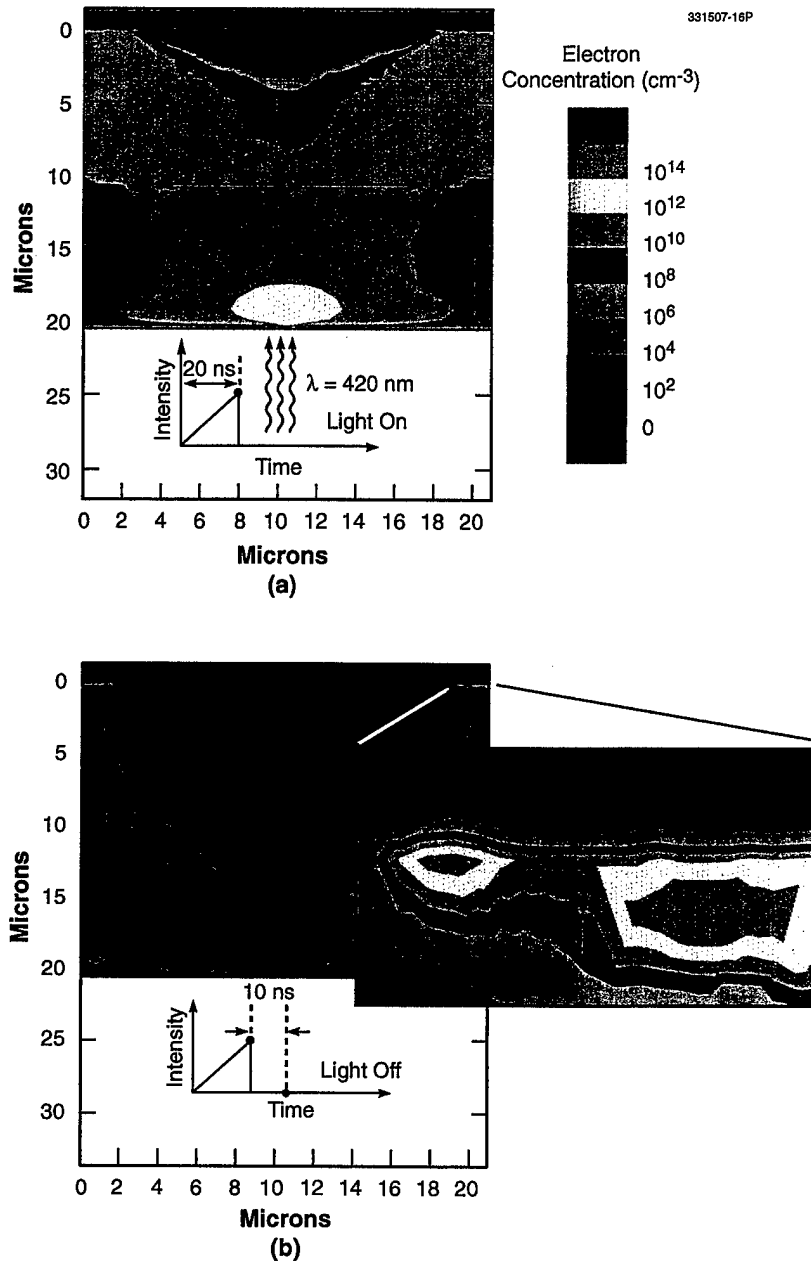 331507-16P
Electron
Concentration (cm-3)
10^14
10^12
10^10
10^8
10^6
10^4
10^2
0
0
5
10
15
20
25
30
Microns
20 ns
Intensity
λ = 420 nm
Light On
Time
0 2 4 6 8 10 12 14 16 18 20
Microns
(a)
0
5
10
15
20
25
30
Microns
10 ns
Intensity
Light Off
Time
0 2 4 6 8 10 12 14 16 18 20
Microns
(b)